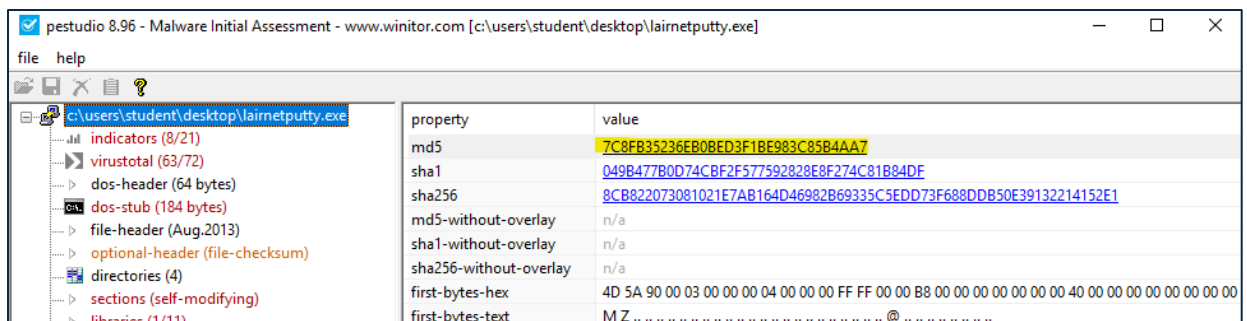 pestudio 8.96 - Malware Initial Assessment - www.winitor.com [c:\users\student\desktop\lairnetputty.exe]
file help
c:\users\student\desktop\lairnetputty.exe
indicators (8/21)
virustotal (63/72)
dos-header (64 bytes)
dos-stub (184 bytes)
file-header (Aug.2013)
optional-header (file-checksum)
directories (4)
sections (self-modifying)
libraries (1/11)
property value
md5 7C8FB35236EB0BED3F1BE983C85B4AA7
sha1 049B477B0D74CBF2F577592828E8F274C81B84DF
sha256 8CB822073081021E7AB164D46982B69335C5EDD73F688DDB50E39132214152E1
md5-without-overlay n/a
sha1-without-overlay n/a
sha256-without-overlay n/a
first-bytes-hex 4D 5A 90 00 03 00 00 00 04 00 00 00 FF FF 00 00 B8 00 00 00 00 00 00 00 40 00 00 00 00 00 00 00 00
first-bytes-text M Z